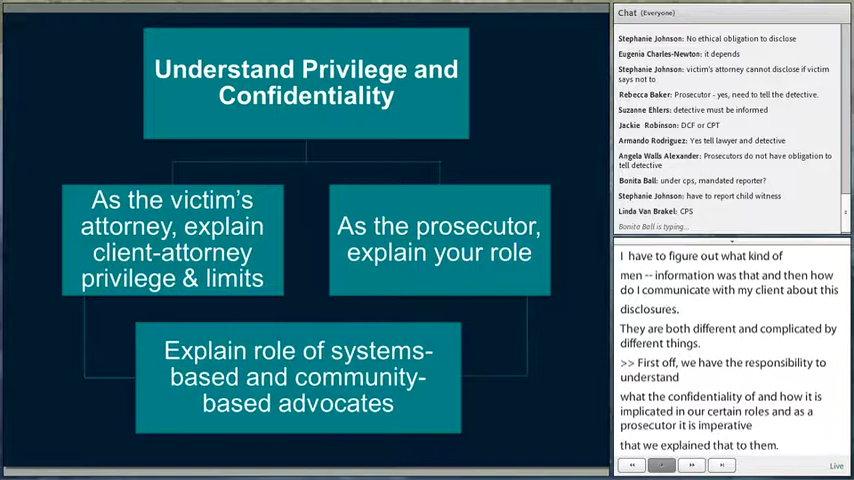 Understand Privilege and
Confidentiality
As the victim's
attorney, explain
client-attorney
privilege & limits
As the prosecutor,
explain your role
Explain role of systems-
based and community-
based advocates
Chat (Everyone)
Stephanie Johnson: No ethical obligation to disclose
Eugenia Charles-Newton: it depends
Stephanie Johnson: victim's attorney cannot disclose if victim
says not to
Rebecca Baker: Prosecutor - yes, need to tell the detective.
Suzanne Ehlers: detective must be informed
Jackie Robinson: DCF or CPT
Armando Rodriguez: Yes tell lawyer and detective
Angela Walls Alexander: Prosecutors do not have obligation to
tell detective
Bonita Ball: under cps, mandated reporter?
Stephanie Johnson: have to report child witness
Linda Van Brakel: CPS
Bonita Ball is typing...
I have to figure out what kind of
men -- information was that and then how
do I communicate with my client about this
disclosures.
They are both different and complicated by
different things.
>> First off, we have the responsibility to
understand
what the confidentiality of and how it is
implicated in our certain roles and as a
prosecutor it is imperative
that we explained that to them.
Live